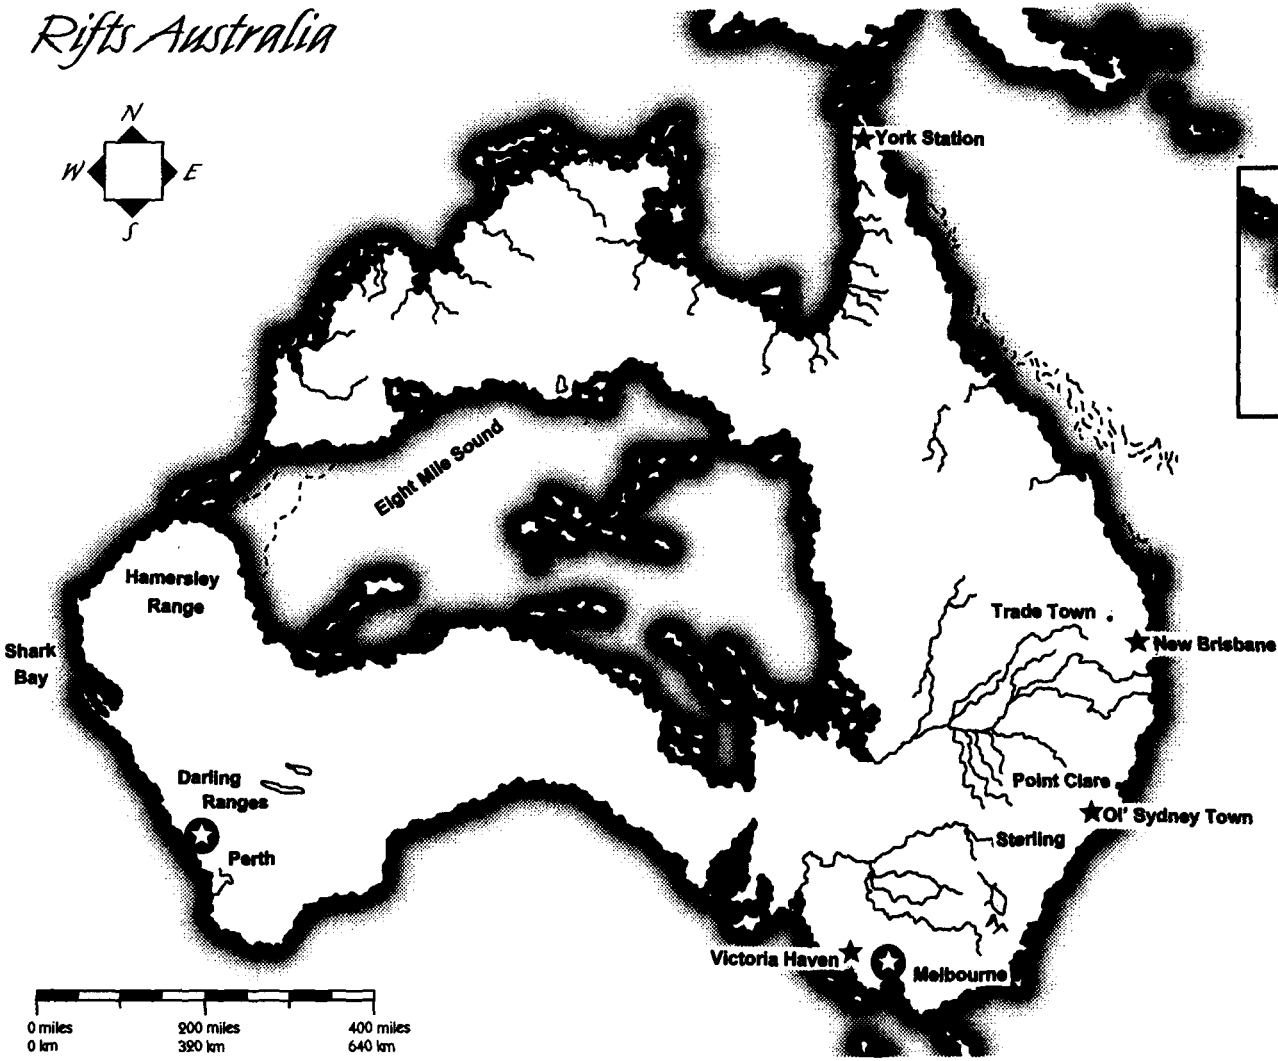 Rifts Australia
N
W E
S
York Station
Eight Mile Sound
Hamersley
Range
Trade Town
New Brisbane
Shark
Bay
Darling
Ranges
Point Clare
Ol' Sydney Town
Sterling
Perth
Victoria Haven
Melbourne
0 miles 200 miles 400 miles
0 km 320 km 640 km